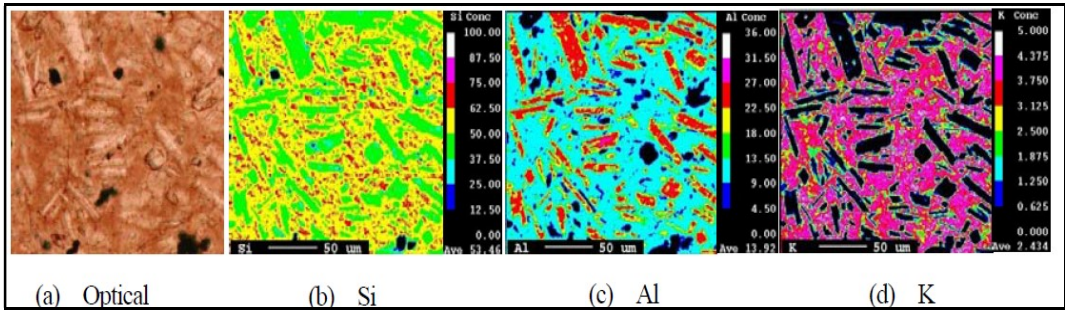 Si Conc
100.00
87.50
75.00
62.50
50.00
37.50
25.00
12.50
0.00
Ave 53.46
Si 50 um
Al Conc
36.00
31.50
27.00
22.50
18.00
13.50
9.00
4.50
0.00
Ave 13.92
Al 50 um
K Conc
5.000
4.375
3.750
3.125
2.500
1.875
1.250
0.625
0.000
Ave 2.434
K 50 um
(a) Optical
(b) Si
(c) Al
(d) K